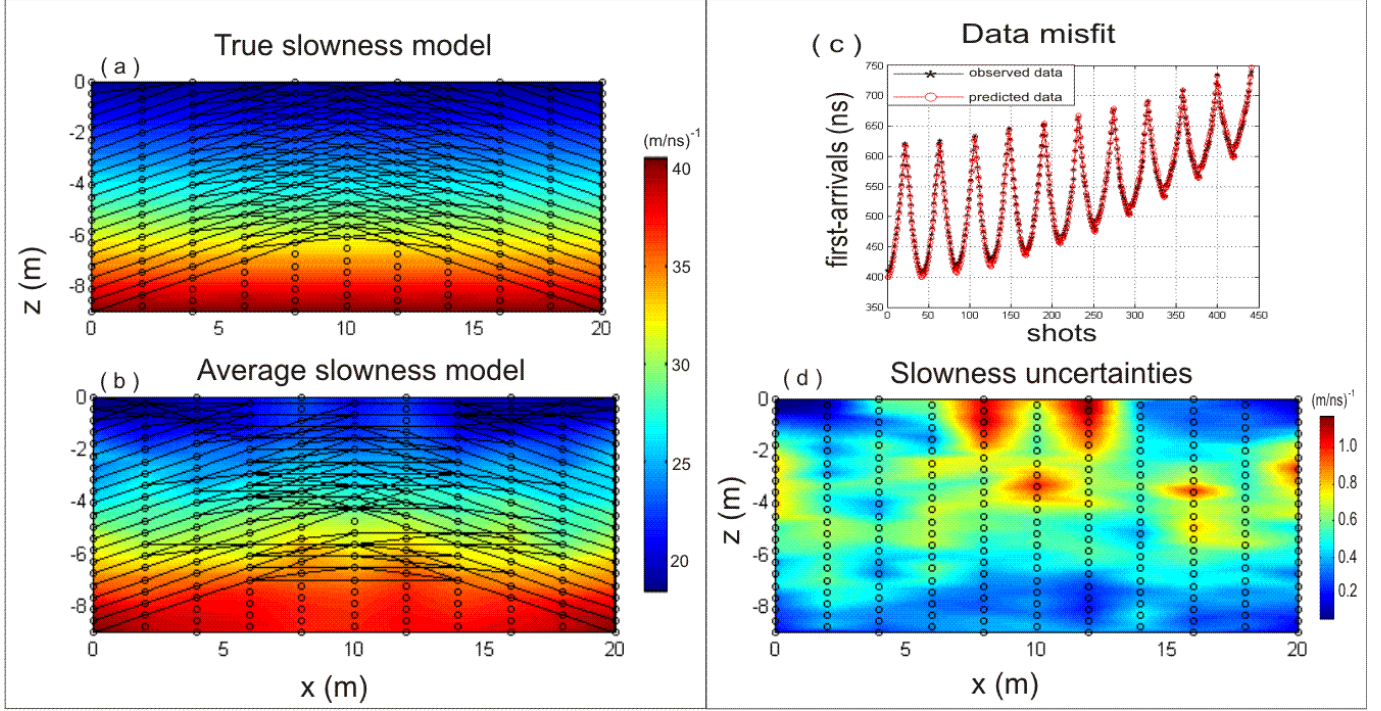 True slowness model
( a )
0
-2
-4
-6
-8
z (m)
0 5 10 15 20
(m/ns)⁻¹
40
35
30
25
20
Average slowness model
( b )
0
-2
-4
-6
-8
z (m)
0 5 10 15 20
x (m)
( c )
Data misfit
observed data
predicted data
750
700
650
600
550
500
450
400
350
first-arrivals (ns)
0 50 100 150 200 250 300 350 400 450
shots
( d )
Slowness uncertainties
0
-2
-4
-6
-8
z (m)
0 5 10 15 20
x (m)
(m/ns)⁻¹
1.0
0.8
0.6
0.4
0.2